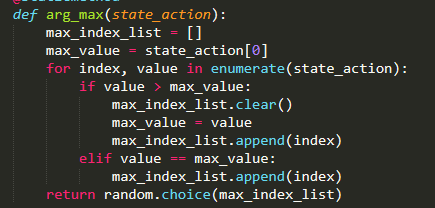 def arg_max(state_action):
    max_index_list = []
    max_value = state_action[0]
    for index, value in enumerate(state_action):
        if value > max_value:
            max_index_list.clear()
            max_value = value
            max_index_list.append(index)
        elif value == max_value:
            max_index_list.append(index)
    return random.choice(max_index_list)